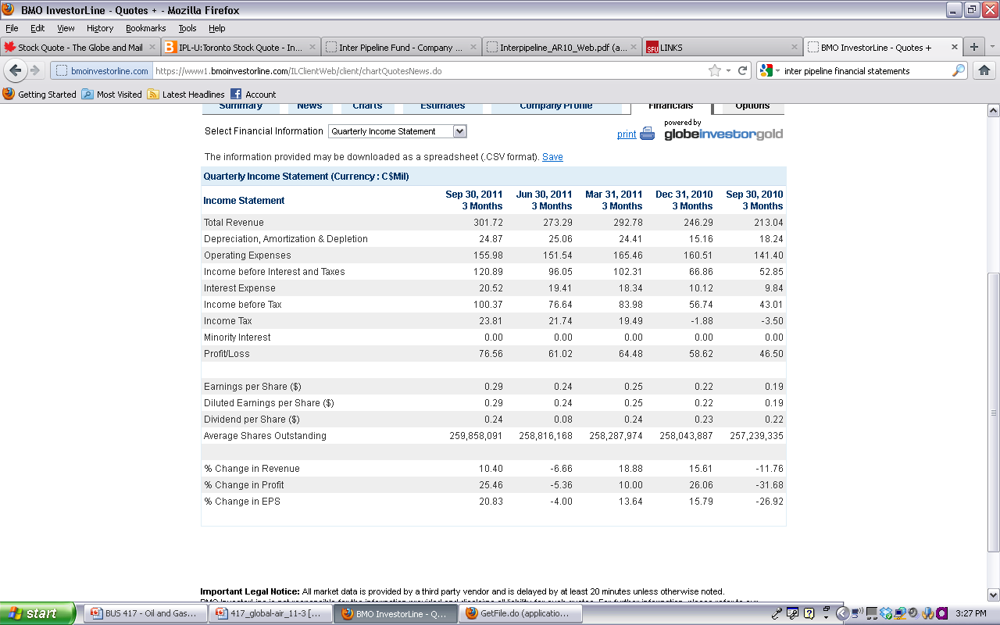 BMO InvestorLine - Quotes + - Mozilla Firefox
File Edit View History Bookmarks Tools Help
Stock Quote - The Globe and Mail IPL-U:Toronto Stock Quote - In... Inter Pipeline Fund - Company ... Interpipeline_AR10_Web.pdf (a... SFU LINKS BMO InvestorLine - Quotes +
bmoinvestorline.com https://www1.bmoinvestorline.com/ILClientWeb/client/chartQuotesNews.do inter pipeline financial statements
Getting Started Most Visited Latest Headlines Account
Summary News Charts Estimates Company Profile Financials Options
Select Financial Information Quarterly Income Statement print powered by
globeinvestorgold
The information provided may be downloaded as a spreadsheet (.CSV format). Save
Quarterly Income Statement (Currency : C$Mil)
Income Statement Sep 30, 2011 3 Months Jun 30, 2011 3 Months Mar 31, 2011 3 Months Dec 31, 2010 3 Months Sep 30, 2010 3 Months
Total Revenue 301.72 273.29 292.78 246.29 213.04
Depreciation, Amortization & Depletion 24.87 25.06 24.41 15.16 18.24
Operating Expenses 155.98 151.54 165.46 160.51 141.40
Income before Interest and Taxes 120.89 96.05 102.31 66.86 52.85
Interest Expense 20.52 19.41 18.34 10.12 9.84
Income before Tax 100.37 76.64 83.98 56.74 43.01
Income Tax 23.81 21.74 19.49 -1.88 -3.50
Minority Interest 0.00 0.00 0.00 0.00 0.00
Profit/Loss 76.56 61.02 64.48 58.62 46.50
Earnings per Share ($) 0.29 0.24 0.25 0.22 0.19
Diluted Earnings per Share ($) 0.29 0.24 0.25 0.22 0.19
Dividend per Share ($) 0.24 0.08 0.24 0.23 0.22
Average Shares Outstanding 259,858,091 258,816,168 258,287,974 258,043,887 257,239,335
% Change in Revenue 10.40 -6.66 18.88 15.61 -11.76
% Change in Profit 25.46 -5.36 10.00 26.06 -31.68
% Change in EPS 20.83 -4.00 13.64 15.79 -26.92
Important Legal Notice: All market data is provided by a third party vendor and is delayed by at least 20 minutes unless otherwise noted.
start BUS 417 - Oil and Gas... 417_global-air_11-3 [... BMO InvestorLine - Q... GetFile.do (applicatio... 3:27 PM